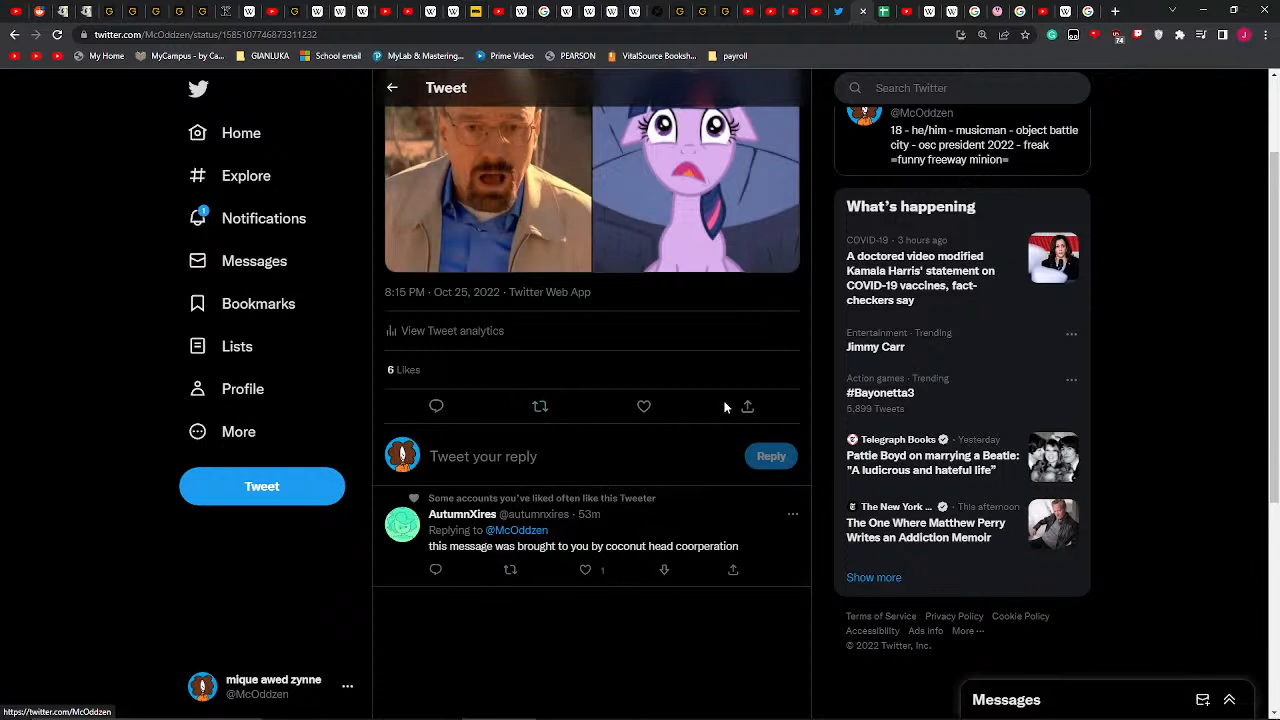 twitter.com/McOddzen/status/1585107746873311232
74
J
My Home
MyCampus - by Ga...
GIANLUKA
School email
MyLab & Mastering...
Prime Video
PEARSON
VitalSource Booksh...
payroll
Home
Explore
1
Notifications
Messages
Bookmarks
Lists
Profile
More
Tweet
mique awed zynne
@McOddzen
https://twitter.com/McOddzen
Tweet
8:15 PM · Oct 25, 2022 · Twitter Web App
View Tweet analytics
6 Likes
Tweet your reply
Reply
Some accounts you've liked often like this Tweeter
AutumnXires @autumnxires · 53m
Replying to @McOddzen
this message was brought to you by coconut head coorperation
1
Search Twitter
@McOddzen
18 - he/him - musicman - object battle
city - osc president 2022 - freak
=funny freeway minion=
What's happening
COVID-19 · 3 hours ago
A doctored video modified
Kamala Harris' statement on
COVID-19 vaccines, fact-
checkers say
Entertainment · Trending
Jimmy Carr
Action games · Trending
#Bayonetta3
5,899 Tweets
Telegraph Books · Yesterday
Pattie Boyd on marrying a Beatle:
"A ludicrous and hateful life"
The New York ... · This afternoon
The One Where Matthew Perry
Writes an Addiction Memoir
Show more
Terms of Service Privacy Policy Cookie Policy
Accessibility Ads info More ···
© 2022 Twitter, Inc.
Messages